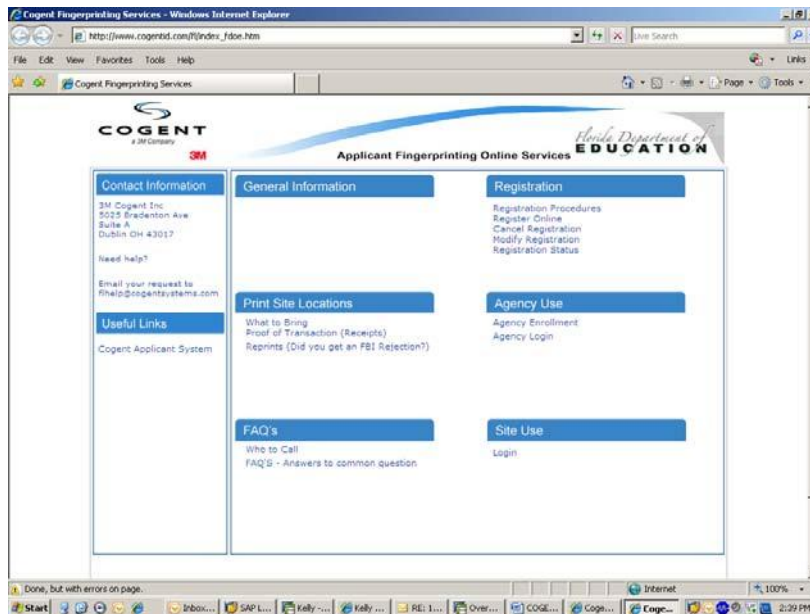 Cogent Fingerprinting Services - Windows Internet Explorer
http://www.cogentid.com/fl/index_fdoe.htm
Live Search
File Edit View Favorites Tools Help
Links
Cogent Fingerprinting Services
Page Tools
COGENT
a 3M Company
3M
Applicant Fingerprinting Online Services
Florida Department of
EDUCATION
Contact Information
3M Cogent Inc
5025 Bradenton Ave
Suite A
Dublin OH 43017
Need help?
Email your request to
flhelp@cogentsystems.com
Useful Links
Cogent Applicant System
General Information
Registration
Registration Procedures
Register Online
Cancel Registration
Modify Registration
Registration Status
Print Site Locations
What to Bring
Proof of Transaction (Receipts)
Reprints (Did you get an FBI Rejection?)
Agency Use
Agency Enrollment
Agency Login
FAQ's
Who to Call
FAQ'S - Answers to common question
Site Use
Login
Done, but with errors on page.
Internet
100%
Start
Inbox...
SAP L...
Kelly -...
Kelly ...
RE: 1...
Over...
COGE...
Coge...
Coge...
2:39 PM